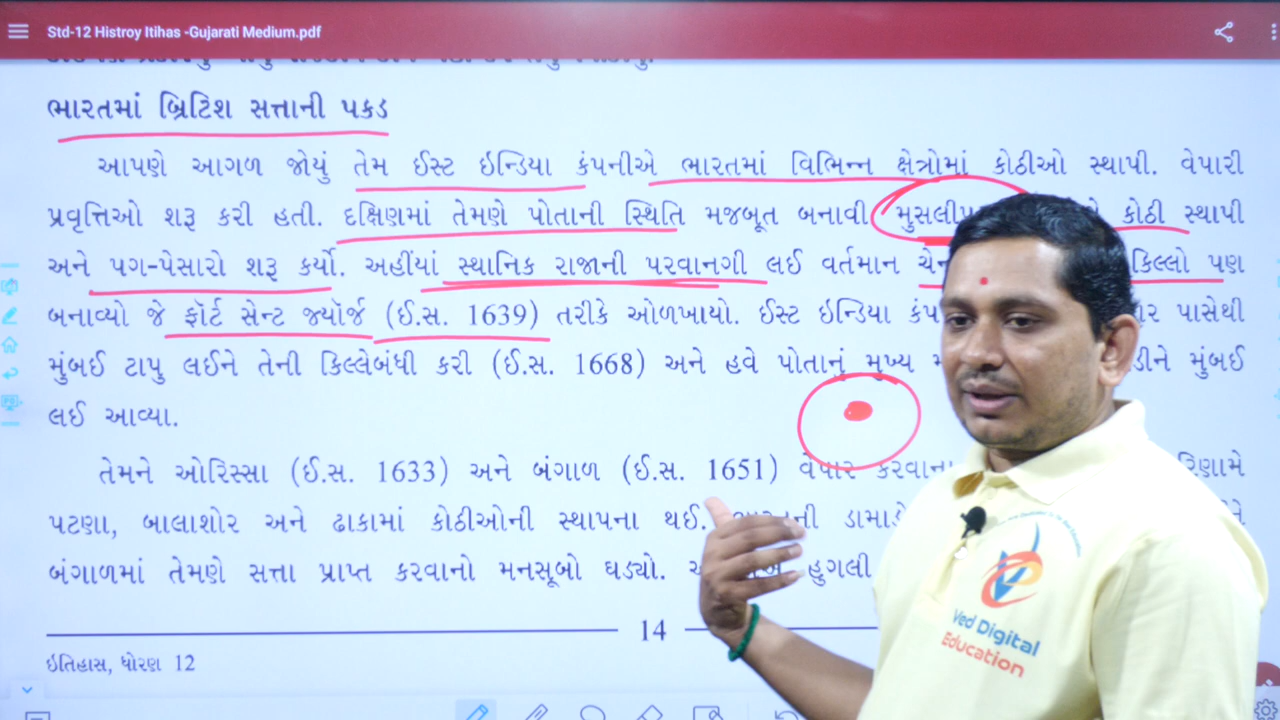 Std-12 Histroy Itihas -Gujarati Medium.pdf
ભારતમાં બ્રિટિશ સત્તાની પકડ
આપણે આગળ જોયું તેમ ઈસ્ટ ઇન્ડિયા કંપનીએ ભારતમાં વિભિન્ન ક્ષેત્રોમાં કોઠીઓ સ્થાપી. વેપારી
પ્રવૃત્તિઓ શરૂ કરી હતી. દક્ષિણમાં તેમણે પોતાની સ્થિતિ મજબૂત બનાવી કોઠી સ્થાપી
અને પગ-પેસારો શરૂ કર્યો. અહીંયાં સ્થાનિક રાજાની પરવાનગી લઈ વર્તમાન કિલ્લો પણ
બનાવ્યો જે ફૉર્ટ સેન્ટ જ્યૉર્જ (ઈ.સ. 1639) તરીકે ઓળખાયો. ઈસ્ટ ઇન્ડિયા પાસેથી
મુંબઈ ટાપુ લઈને તેની કિલ્લેબંધી કરી (ઈ.સ. 1668) અને હવે પોતાનું મુખ્ય મુંબઈ
લઈ આવ્યા.
તેમને ઓરિસ્સા (ઈ.સ. 1633) અને બંગાળ (ઈ.સ. 1651) વેપાર
પટણા, બાલાશોર અને ઢાકામાં કોઠીઓની સ્થાપના થઈ.
બંગાળમાં તેમણે સત્તા પ્રાપ્ત કરવાનો મનસૂબો ઘડ્યો. હુગલી
14
ઇતિહાસ, ધોરણ 12
Ved Digital
Education